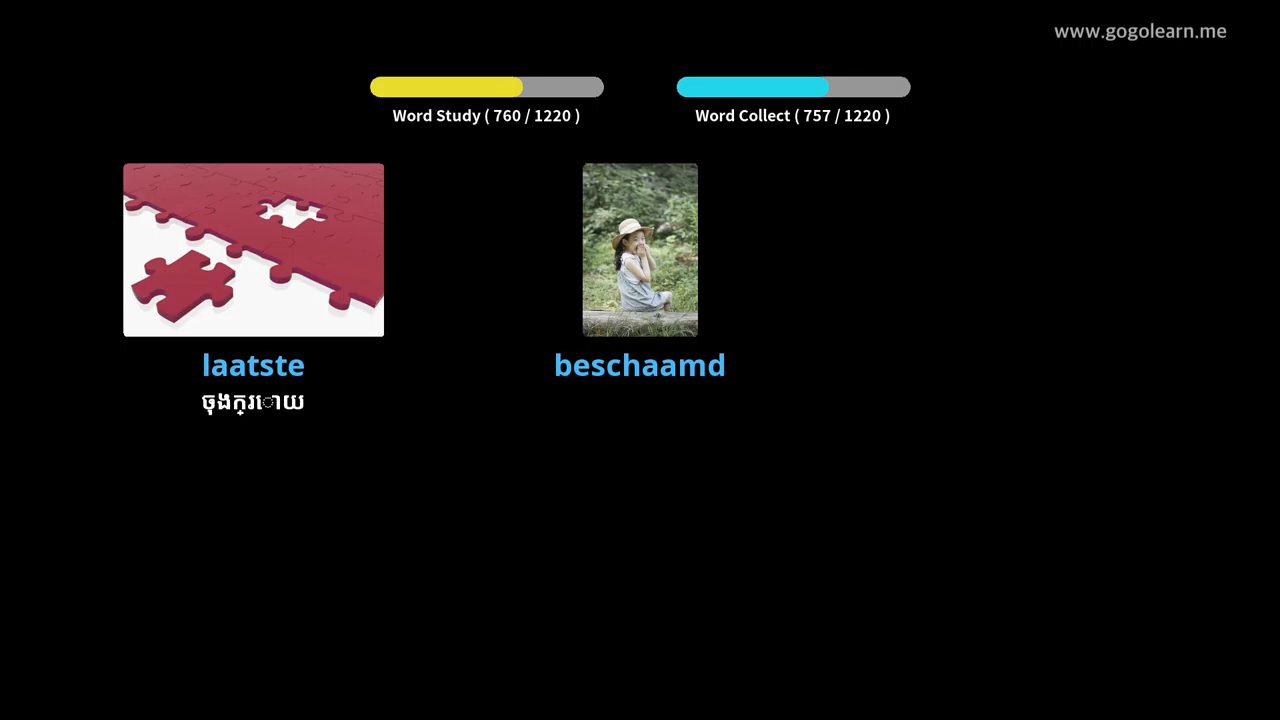 www.gogolearn.me
Word Study ( 760 / 1220 )
Word Collect ( 757 / 1220 )
laatste
beschaamd
ចុងក្រោយ